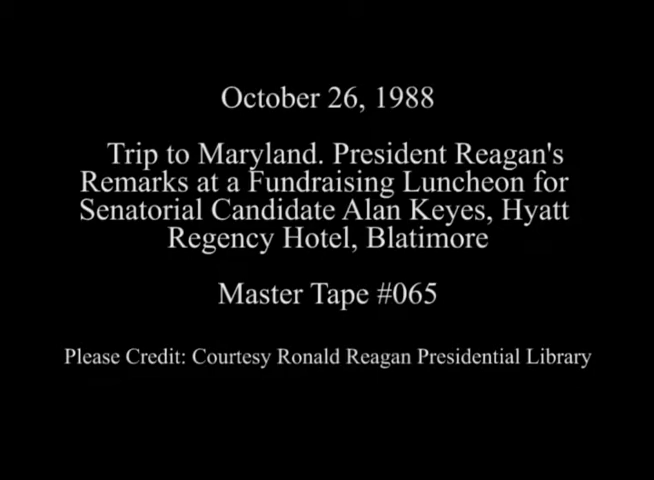 October 26, 1988
Trip to Maryland. President Reagan's
Remarks at a Fundraising Luncheon for
Senatorial Candidate Alan Keyes, Hyatt
Regency Hotel, Blatimore
Master Tape #065
Please Credit: Courtesy Ronald Reagan Presidential Library